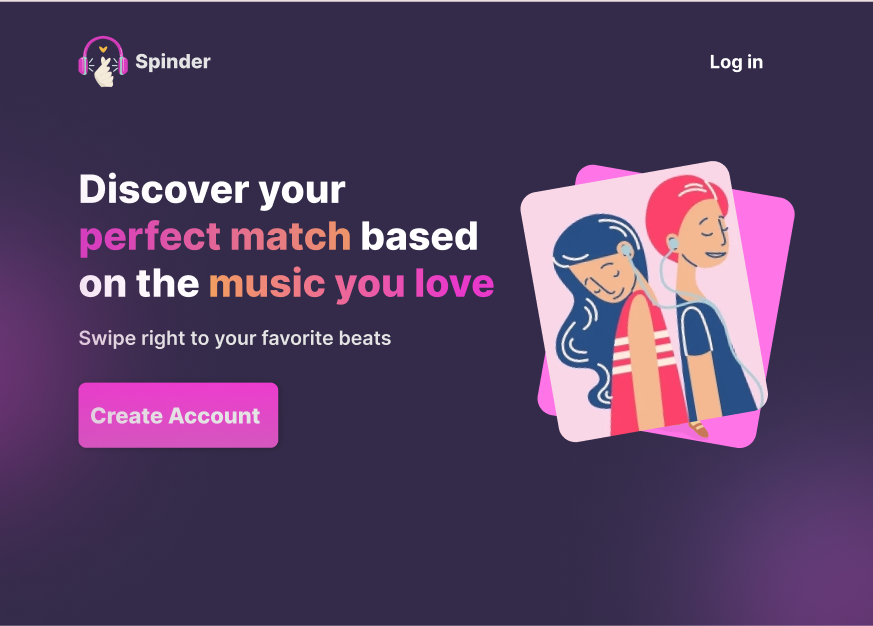 Spinder
Log in
Discover your
perfect match based
on the music you love
Swipe right to your favorite beats
Create Account